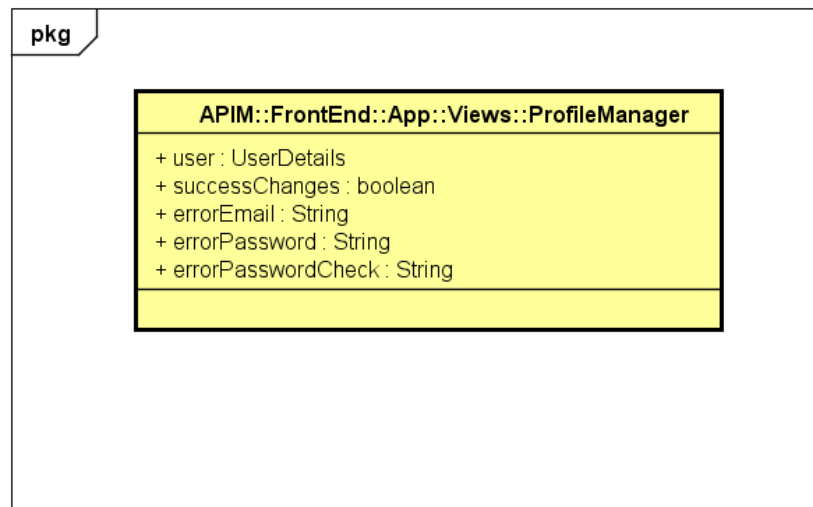 pkg
APIM::FrontEnd::App::Views::ProfileManager
+ user : UserDetails
+ successChanges : boolean
+ errorEmail : String
+ errorPassword : String
+ errorPasswordCheck : String